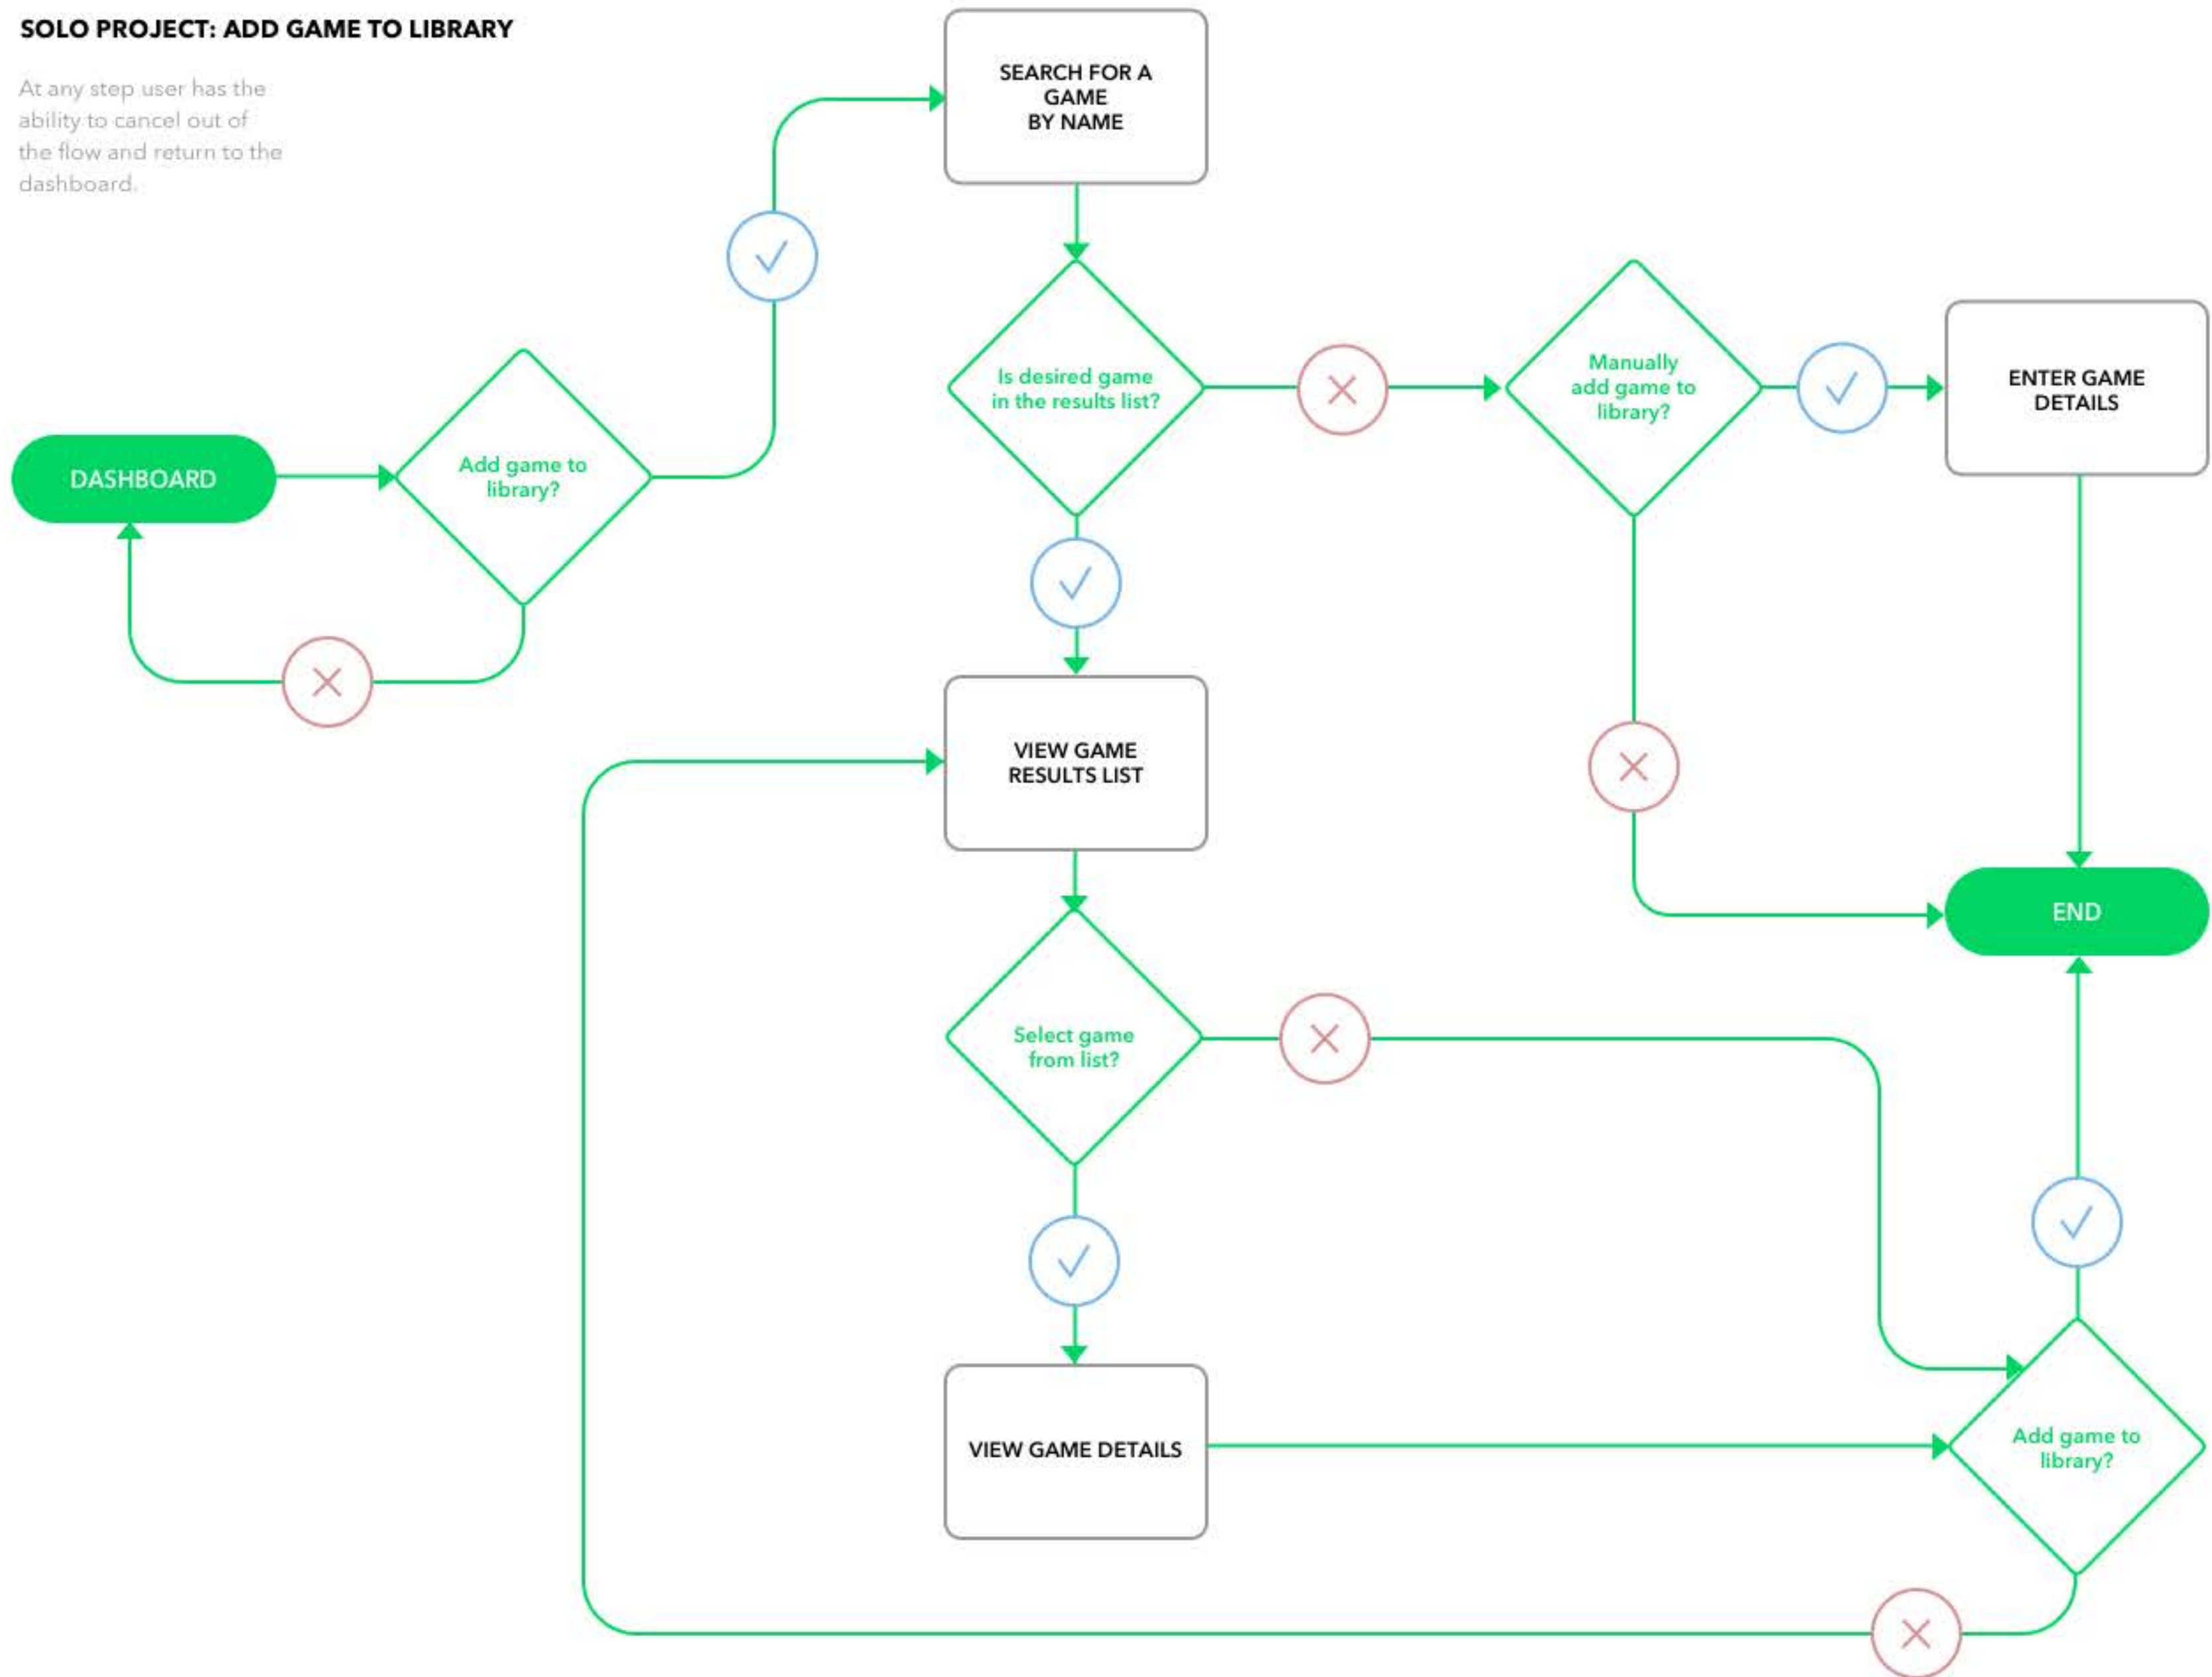 SOLO PROJECT: ADD GAME TO LIBRARY
At any step user has the
ability to cancel out of
the flow and return to the
dashboard.
SEARCH FOR A
GAME
BY NAME
Is desired game
in the results list?
Manually
add game to
library?
ENTER GAME
DETAILS
DASHBOARD
Add game to
library?
VIEW GAME
RESULTS LIST
END
Select game
from list?
VIEW GAME DETAILS
Add game to
library?